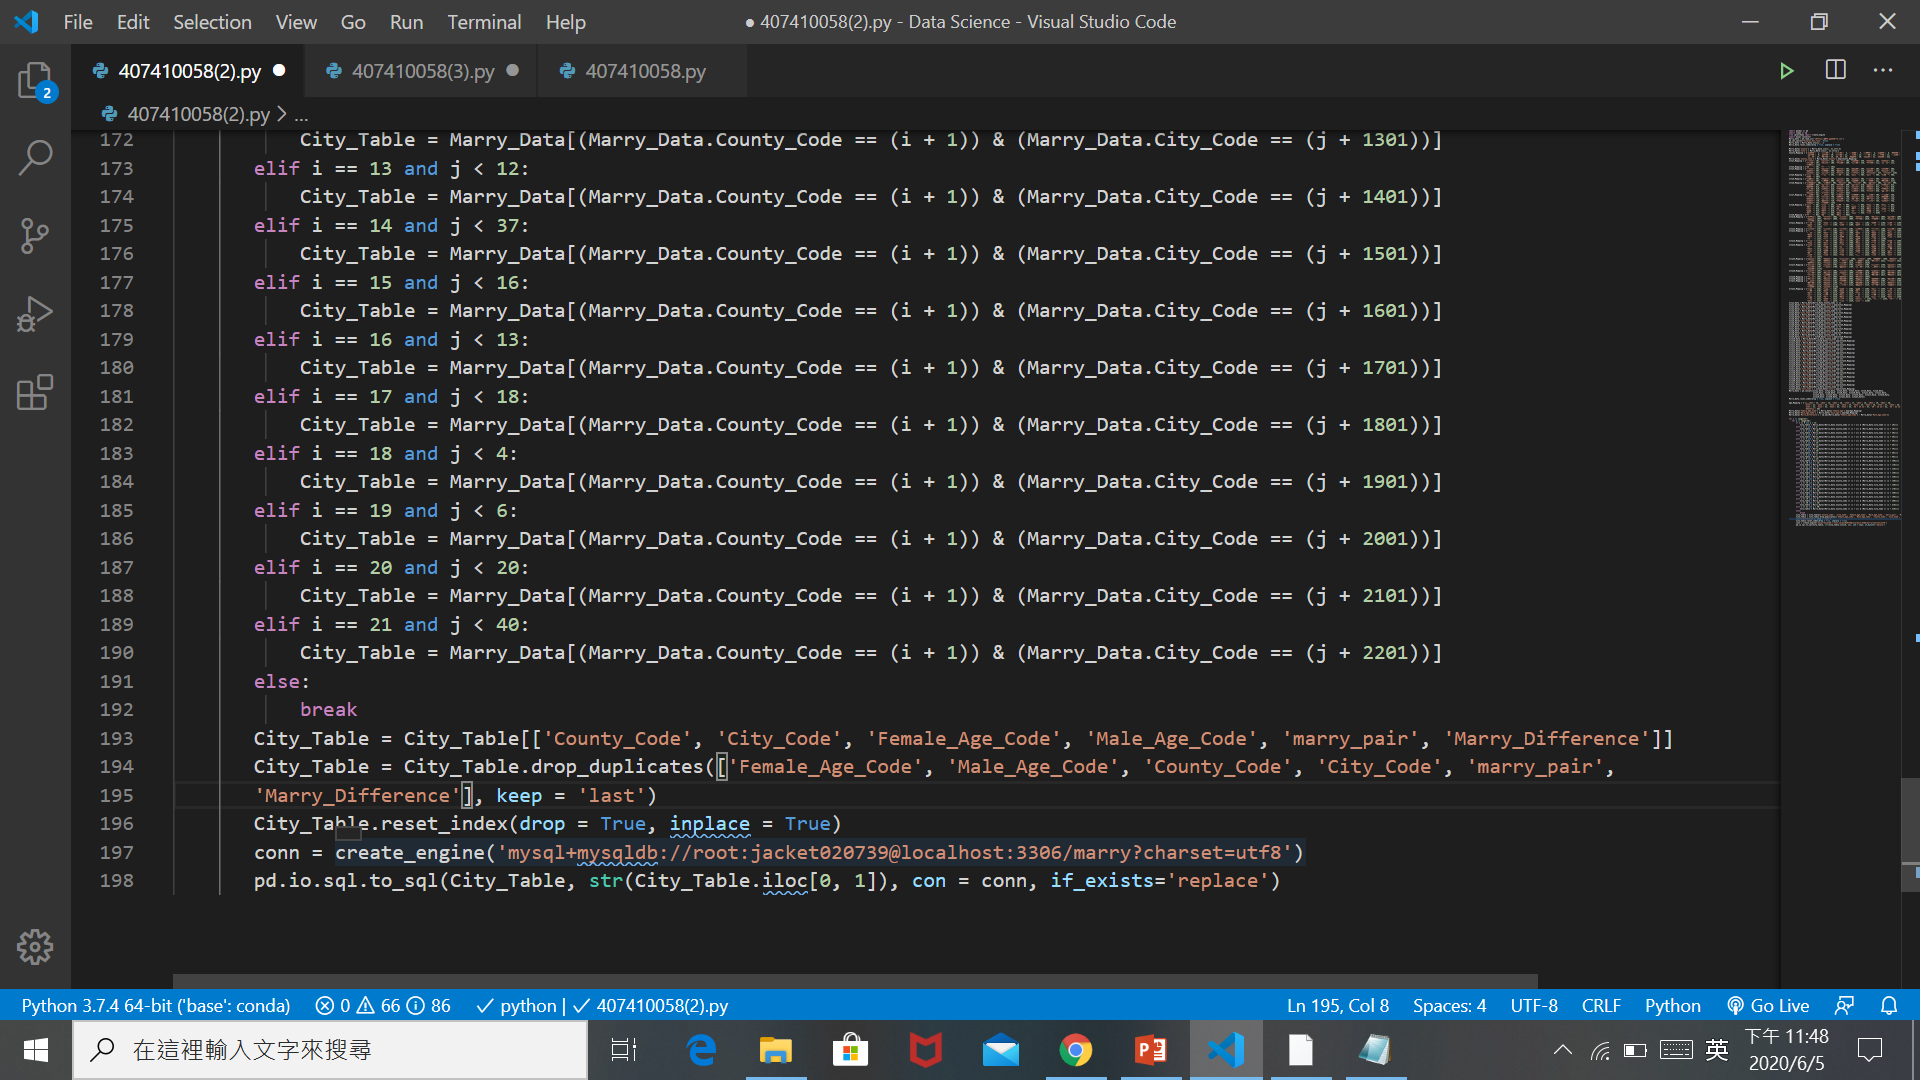 File Edit Selection View Go Run Terminal Help ● 407410058(2).py - Data Science - Visual Studio Code
407410058(2).py 407410058(3).py 407410058.py
2
407410058(2).py > ...
172 City_Table = Marry_Data[(Marry_Data.County_Code == (i + 1)) & (Marry_Data.City_Code == (j + 1301))]
173 elif i == 13 and j < 12:
174 City_Table = Marry_Data[(Marry_Data.County_Code == (i + 1)) & (Marry_Data.City_Code == (j + 1401))]
175 elif i == 14 and j < 37:
176 City_Table = Marry_Data[(Marry_Data.County_Code == (i + 1)) & (Marry_Data.City_Code == (j + 1501))]
177 elif i == 15 and j < 16:
178 City_Table = Marry_Data[(Marry_Data.County_Code == (i + 1)) & (Marry_Data.City_Code == (j + 1601))]
179 elif i == 16 and j < 13:
180 City_Table = Marry_Data[(Marry_Data.County_Code == (i + 1)) & (Marry_Data.City_Code == (j + 1701))]
181 elif i == 17 and j < 18:
182 City_Table = Marry_Data[(Marry_Data.County_Code == (i + 1)) & (Marry_Data.City_Code == (j + 1801))]
183 elif i == 18 and j < 4:
184 City_Table = Marry_Data[(Marry_Data.County_Code == (i + 1)) & (Marry_Data.City_Code == (j + 1901))]
185 elif i == 19 and j < 6:
186 City_Table = Marry_Data[(Marry_Data.County_Code == (i + 1)) & (Marry_Data.City_Code == (j + 2001))]
187 elif i == 20 and j < 20:
188 City_Table = Marry_Data[(Marry_Data.County_Code == (i + 1)) & (Marry_Data.City_Code == (j + 2101))]
189 elif i == 21 and j < 40:
190 City_Table = Marry_Data[(Marry_Data.County_Code == (i + 1)) & (Marry_Data.City_Code == (j + 2201))]
191 else:
192 break
193 City_Table = City_Table[['County_Code', 'City_Code', 'Female_Age_Code', 'Male_Age_Code', 'marry_pair', 'Marry_Difference']]
194 City_Table = City_Table.drop_duplicates(['Female_Age_Code', 'Male_Age_Code', 'County_Code', 'City_Code', 'marry_pair',
195 'Marry_Difference'], keep = 'last')
196 City_Table.reset_index(drop = True, inplace = True)
197 conn = create_engine('mysql+mysqldb://root:jacket020739@localhost:3306/marry?charset=utf8')
198 pd.io.sql.to_sql(City_Table, str(City_Table.iloc[0, 1]), con = conn, if_exists='replace')
Python 3.7.4 64-bit ('base': conda) 0 66 86 python | 407410058(2).py Ln 195, Col 8 Spaces: 4 UTF-8 CRLF Python Go Live
在這裡輸入文字來搜尋 英 下午 11:48
2020/6/5